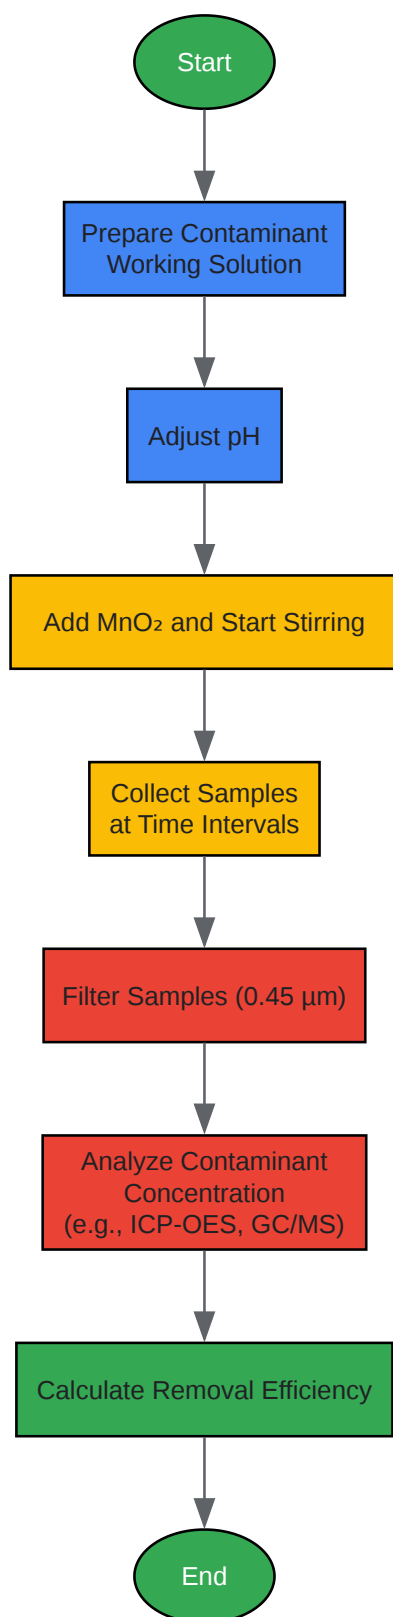 Start
Prepare Contaminant
Working Solution
Adjust pH
Add MnO₂ and Start Stirring
Collect Samples
at Time Intervals
Filter Samples (0.45 µm)
Analyze Contaminant
Concentration
(e.g., ICP-OES, GC/MS)
Calculate Removal Efficiency
End